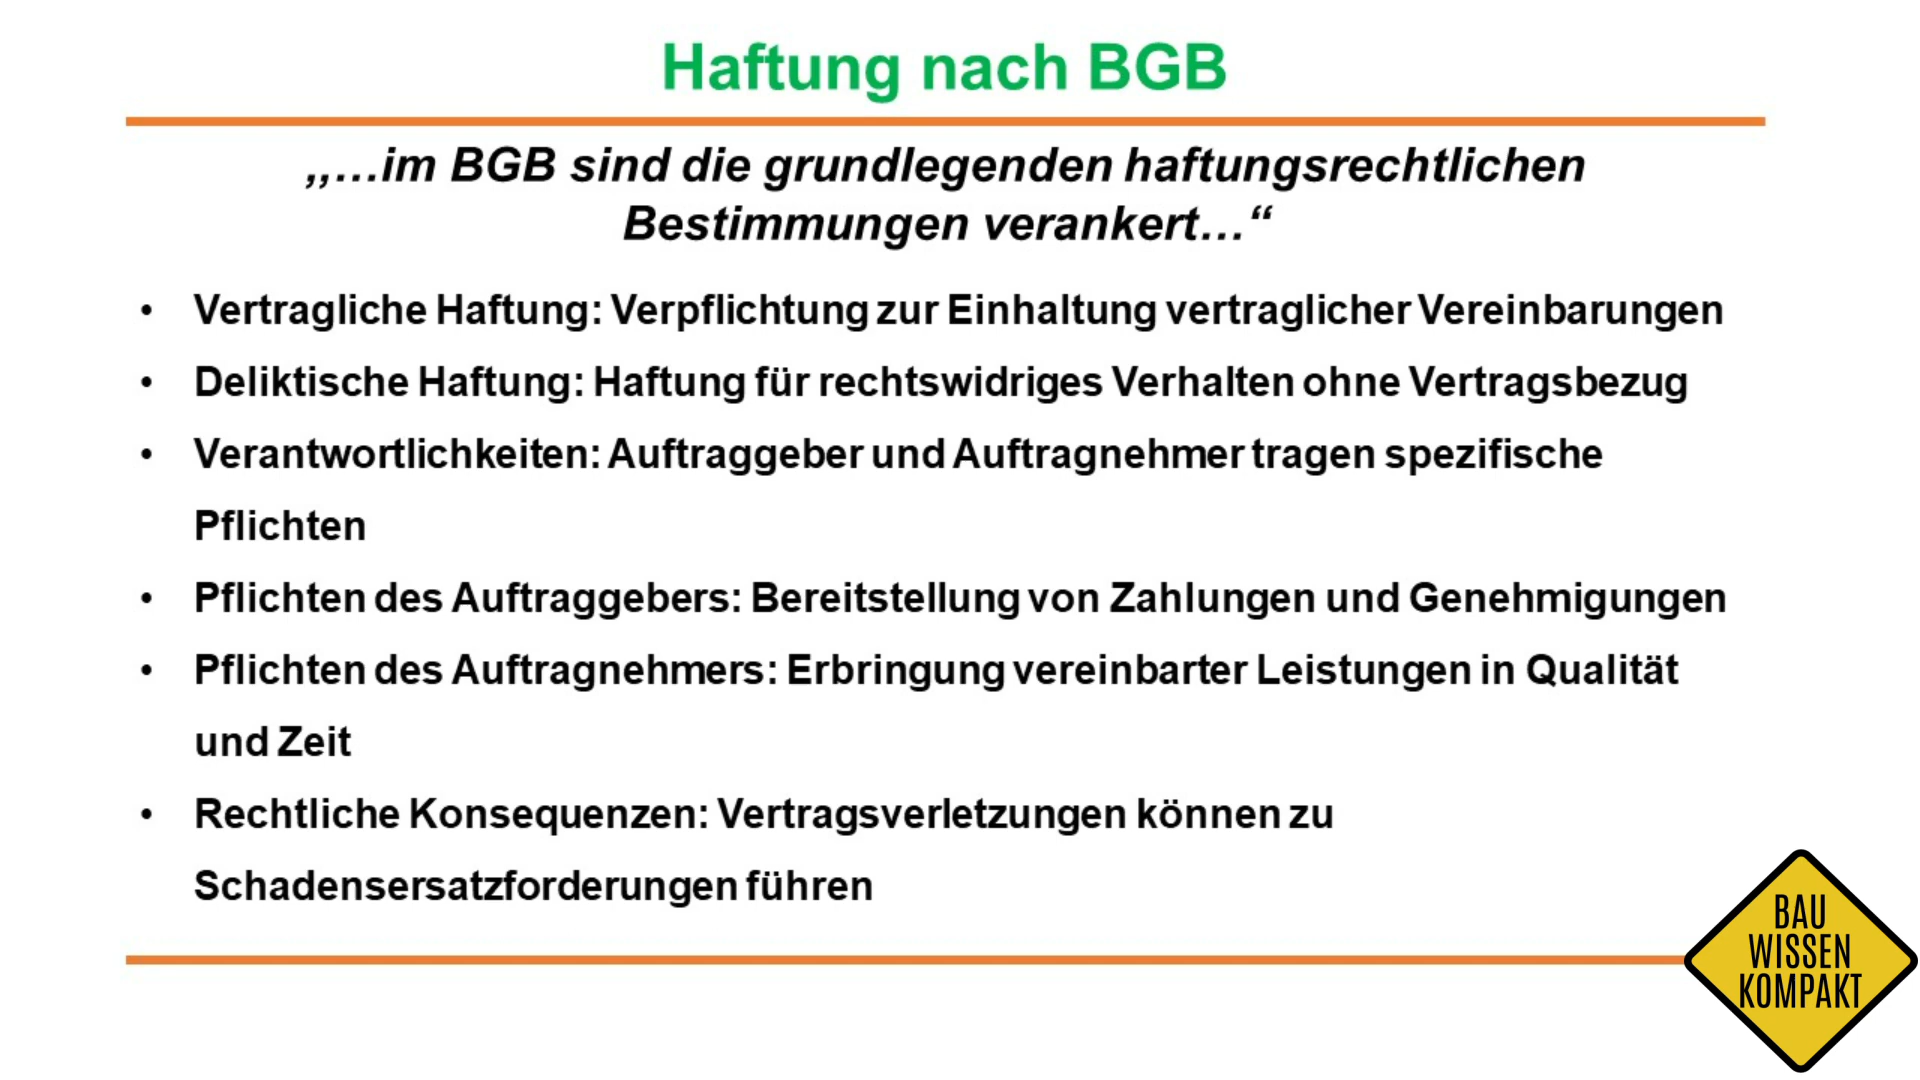 Haftung nach BGB
„…im BGB sind die grundlegenden haftungsrechtlichen
Bestimmungen verankert…“
• Vertragliche Haftung: Verpflichtung zur Einhaltung vertraglicher Vereinbarungen
• Deliktische Haftung: Haftung für rechtswidriges Verhalten ohne Vertragsbezug
• Verantwortlichkeiten: Auftraggeber und Auftragnehmer tragen spezifische
Pflichten
• Pflichten des Auftraggebers: Bereitstellung von Zahlungen und Genehmigungen
• Pflichten des Auftragnehmers: Erbringung vereinbarter Leistungen in Qualität
und Zeit
• Rechtliche Konsequenzen: Vertragsverletzungen können zu
Schadensersatzforderungen führen
BAU
WISSEN
KOMPAKT